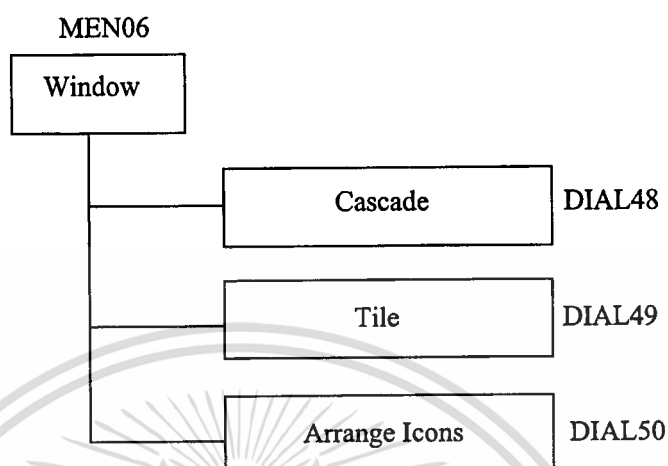 MEN06
Window
Cascade DIAL48
Tile DIAL49
Arrange Icons DIAL50